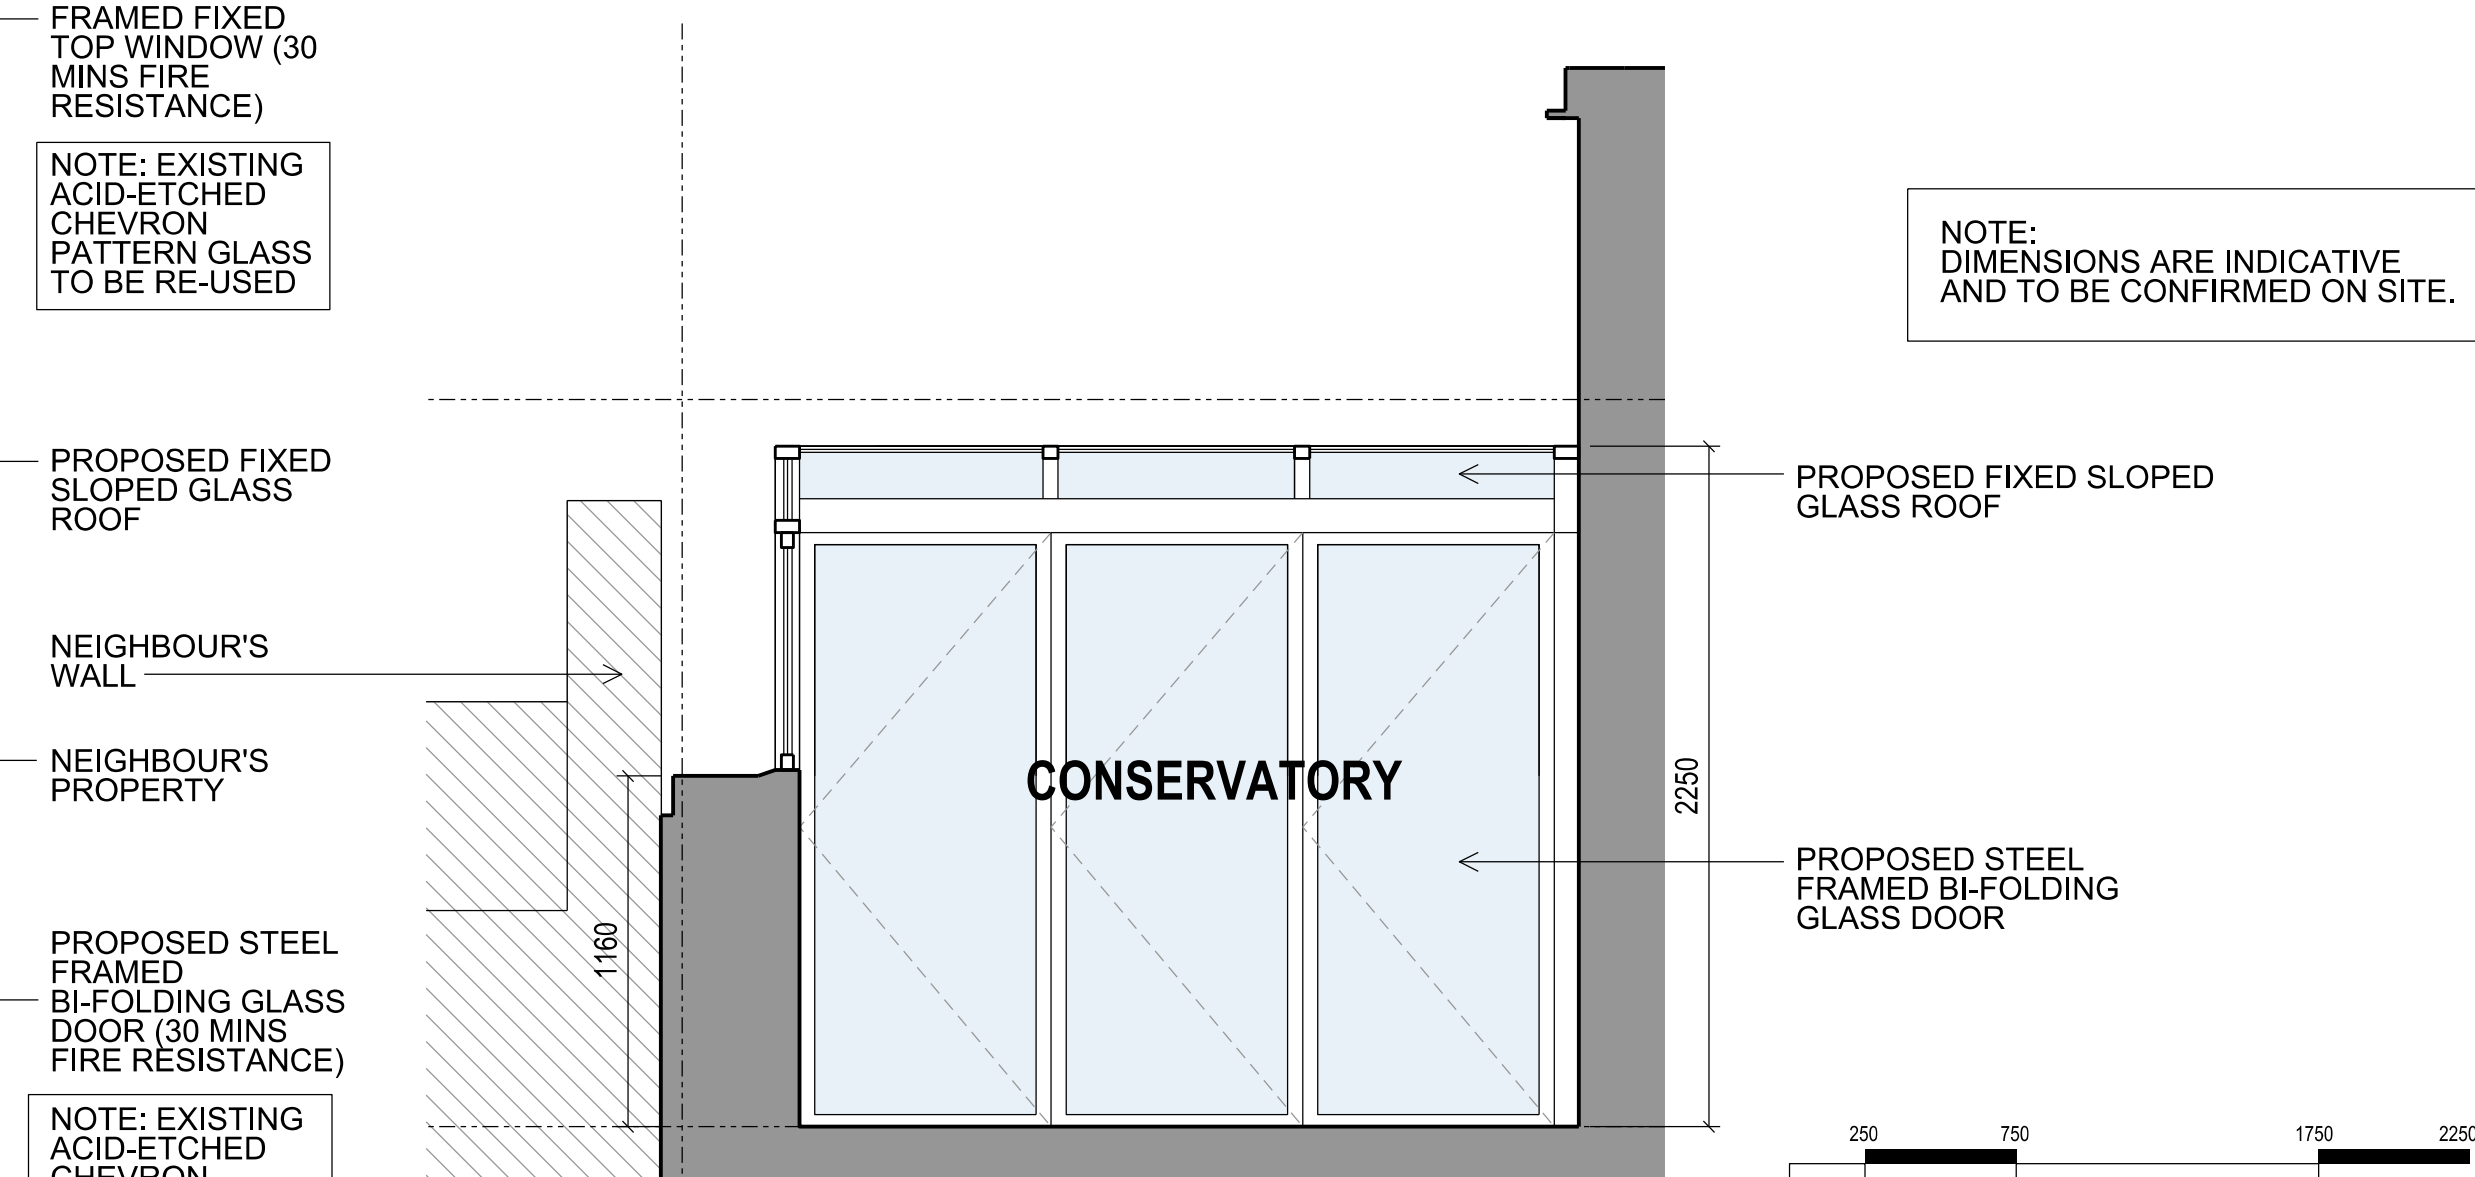 FRAMED FIXED
TOP WINDOW (30
MINS FIRE
RESISTANCE)
NOTE: EXISTING
ACID-ETCHED
CHEVRON
PATTERN GLASS
TO BE RE-USED
NOTE:
DIMENSIONS ARE INDICATIVE
AND TO BE CONFIRMED ON SITE.
PROPOSED FIXED
SLOPED GLASS
ROOF
PROPOSED FIXED SLOPED
GLASS ROOF
NEIGHBOUR'S
WALL
NEIGHBOUR'S
PROPERTY
CONSERVATORY
2250
PROPOSED STEEL
FRAMED BI-FOLDING
GLASS DOOR
1160
PROPOSED STEEL
FRAMED
BI-FOLDING GLASS
DOOR (30 MINS
FIRE RESISTANCE)
NOTE: EXISTING
ACID-ETCHED
CHEVRON
250 750 1750 2250